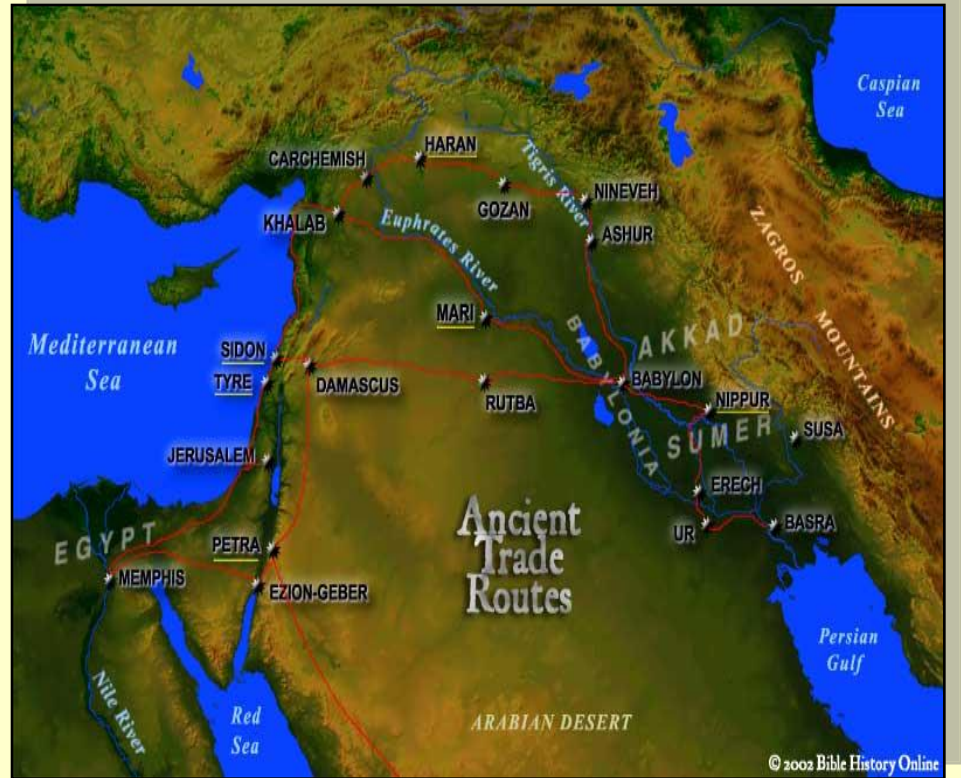 Caspian
Sea
HARAN
CARCHEMISH
Tigris River
NINEVEH
GOZAN
KHALAB
Euphrates River
ASHUR
ZAGROS
MOUNTAINS
MARI
BABYLONIA
AKKAD
Mediterranean
Sea
SIDON
TYRE
DAMASCUS
RUTBA
BABYLON
NIPPUR
SUMER
SUSA
JERUSALEM
ERECH
Ancient
Trade
Routes
UR
BASRA
EGYPT
PETRA
MEMPHIS
EZION-GEBER
Persian
Gulf
Nile River
Red
Sea
ARABIAN DESERT
© 2002 Bible History Online